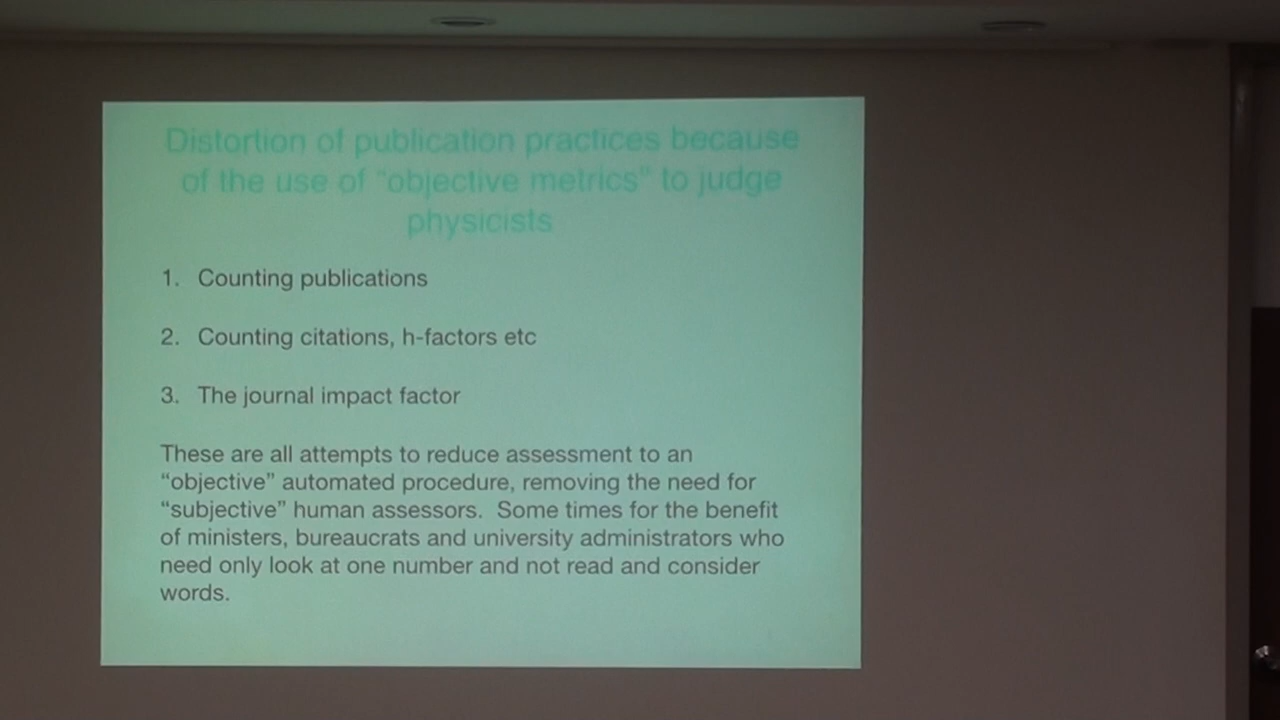 Distortion of publication practices because
of the use of "objective metrics" to judge
physicists
1. Counting publications
2. Counting citations, h-factors etc
3. The journal impact factor
These are all attempts to reduce assessment to an
“objective” automated procedure, removing the need for
“subjective” human assessors.  Some times for the benefit
of ministers, bureaucrats and university administrators who
need only look at one number and not read and consider
words.